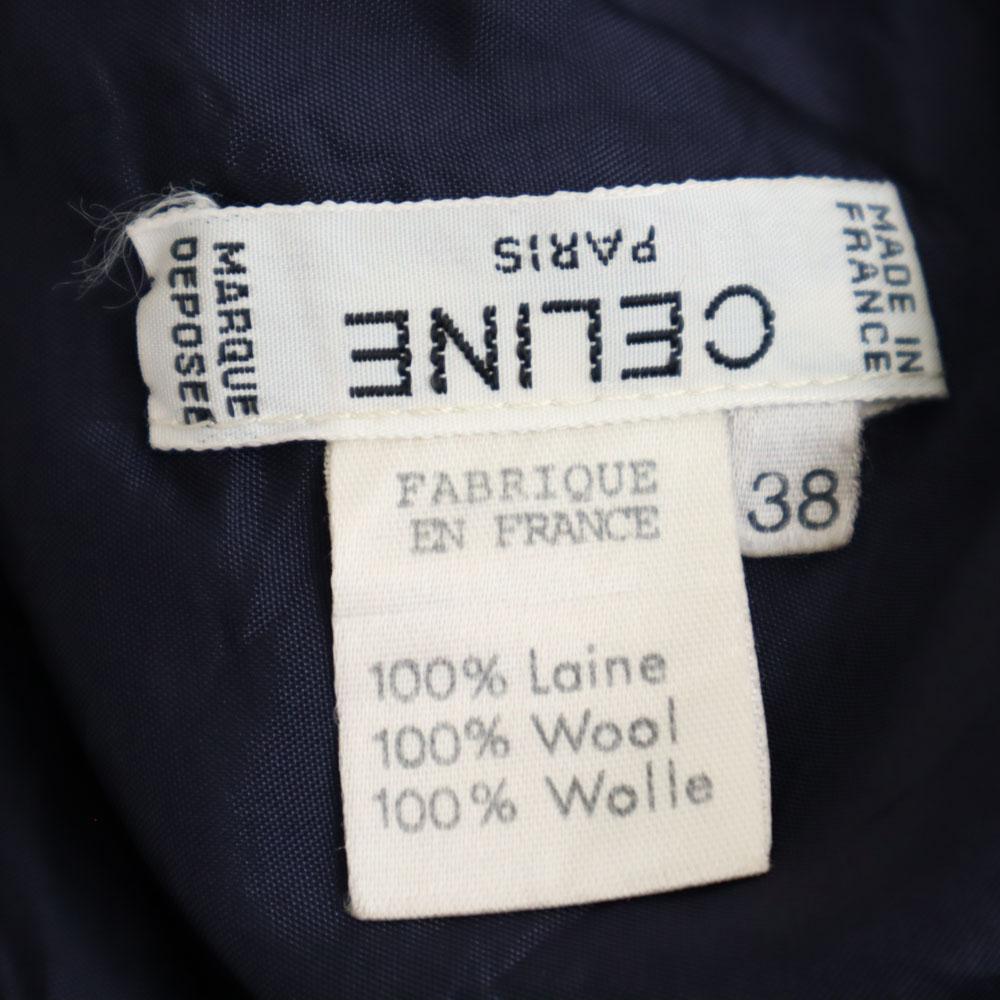 MARQUE
DEPOSEE
CELINE
PARIS
MADE IN
FRANCE
38
FABRIQUE
EN FRANCE
100% Laine
100% Wool
100% Wolle